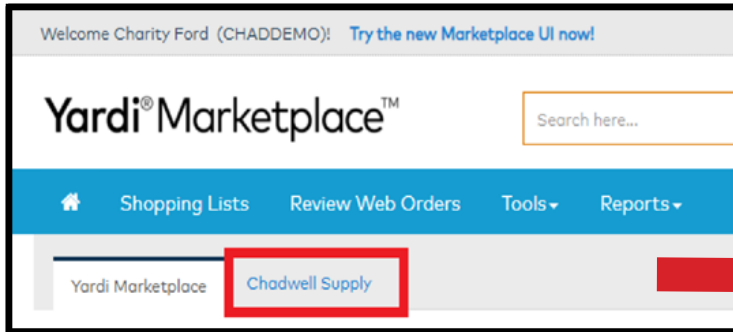 Welcome Charity Ford (CHADDEMO)! Try the new Marketplace UI now!
Yardi® Marketplace™ Search here...
Shopping Lists Review Web Orders Tools Reports
Yardi Marketplace Chadwell Supply